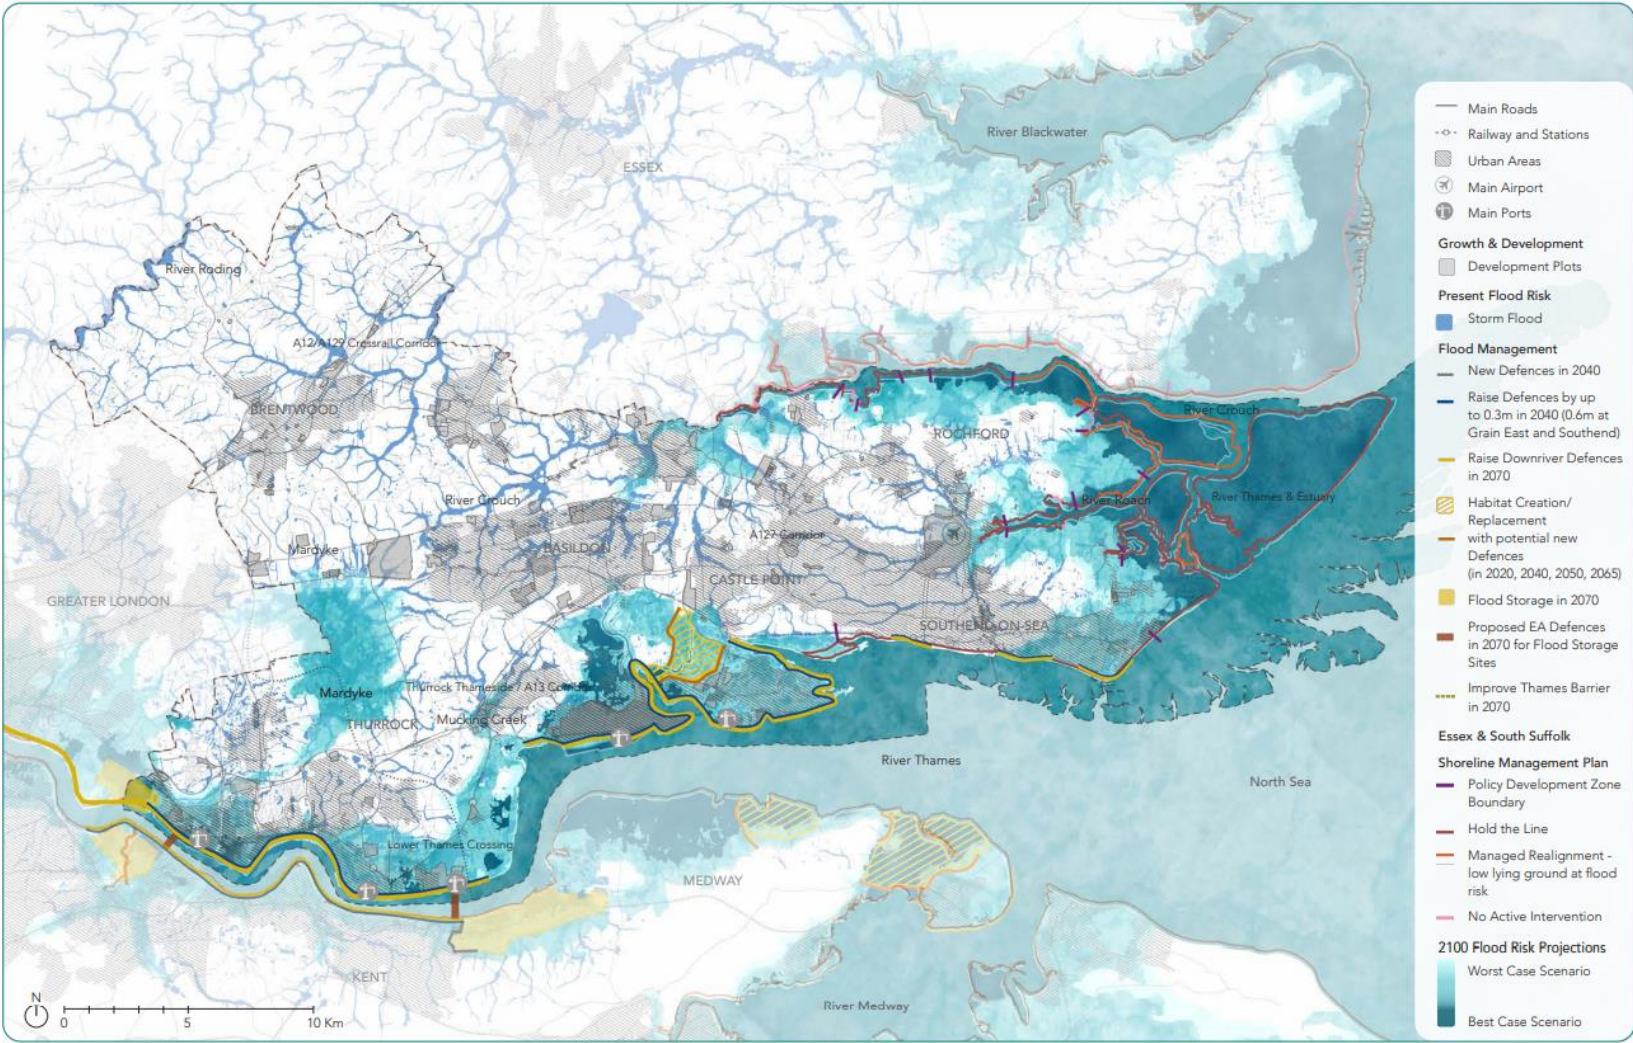 River Blackwater
ESSEX
River Roding
A12/A129 Crossrail Corridor
BRENTWOOD
River Crouch
ROCHFORD
River Crouch
River Roach
River Thames & Estuary
A127 Corridor
Mardyke
BASILDON
CASTLE POINT
GREATER LONDON
SOUTHEND-ON-SEA
Mardyke
Thurrock Thameside / A13 Corridor
THURROCK
Mucking Creek
River Thames
North Sea
Lower Thames Crossing
MEDWAY
KENT
River Medway
N
0
5
10 Km
Main Roads
Railway and Stations
Urban Areas
Main Airport
Main Ports
Growth & Development
Development Plots
Present Flood Risk
Storm Flood
Flood Management
New Defences in 2040
Raise Defences by up
to 0.3m in 2040 (0.6m at
Grain East and Southend)
Raise Downriver Defences
in 2070
Habitat Creation/
Replacement
with potential new
Defences
(in 2020, 2040, 2050, 2065)
Flood Storage in 2070
Proposed EA Defences
in 2070 for Flood Storage
Sites
Improve Thames Barrier
in 2070
Essex & South Suffolk
Shoreline Management Plan
Policy Development Zone
Boundary
Hold the Line
Managed Realignment -
low lying ground at flood
risk
No Active Intervention
2100 Flood Risk Projections
Worst Case Scenario
Best Case Scenario